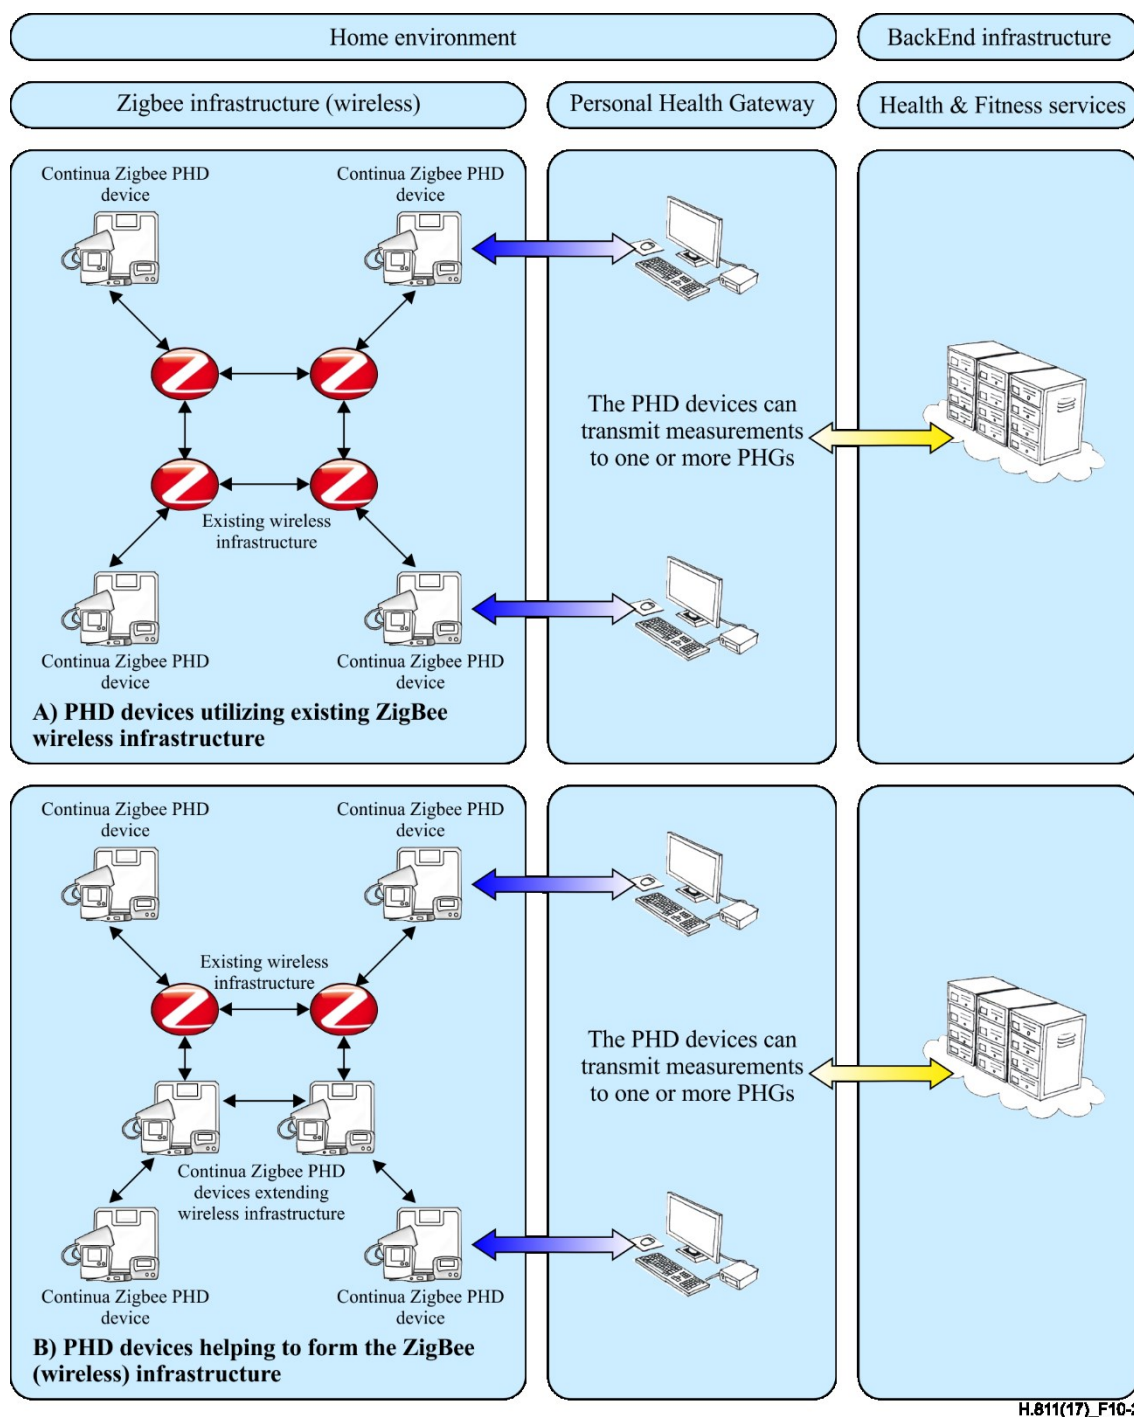 Home environment
BackEnd infrastructure
Zigbee infrastructure (wireless)
Personal Health Gateway
Health & Fitness services
Continua Zigbee PHD
device
Continua Zigbee PHD
device
The PHD devices can
transmit measurements
to one or more PHGs
Existing wireless
infrastructure
Continua Zigbee PHD
device
Continua Zigbee PHD
device
A) PHD devices utilizing existing ZigBee
wireless infrastructure
Continua Zigbee PHD
device
Continua Zigbee PHD
device
Existing wireless
infrastructure
The PHD devices can
transmit measurements
to one or more PHGs
Continua Zigbee PHD
devices extending
wireless infrastructure
Continua Zigbee PHD
device
Continua Zigbee PHD
device
B) PHD devices helping to form the ZigBee
(wireless) infrastructure